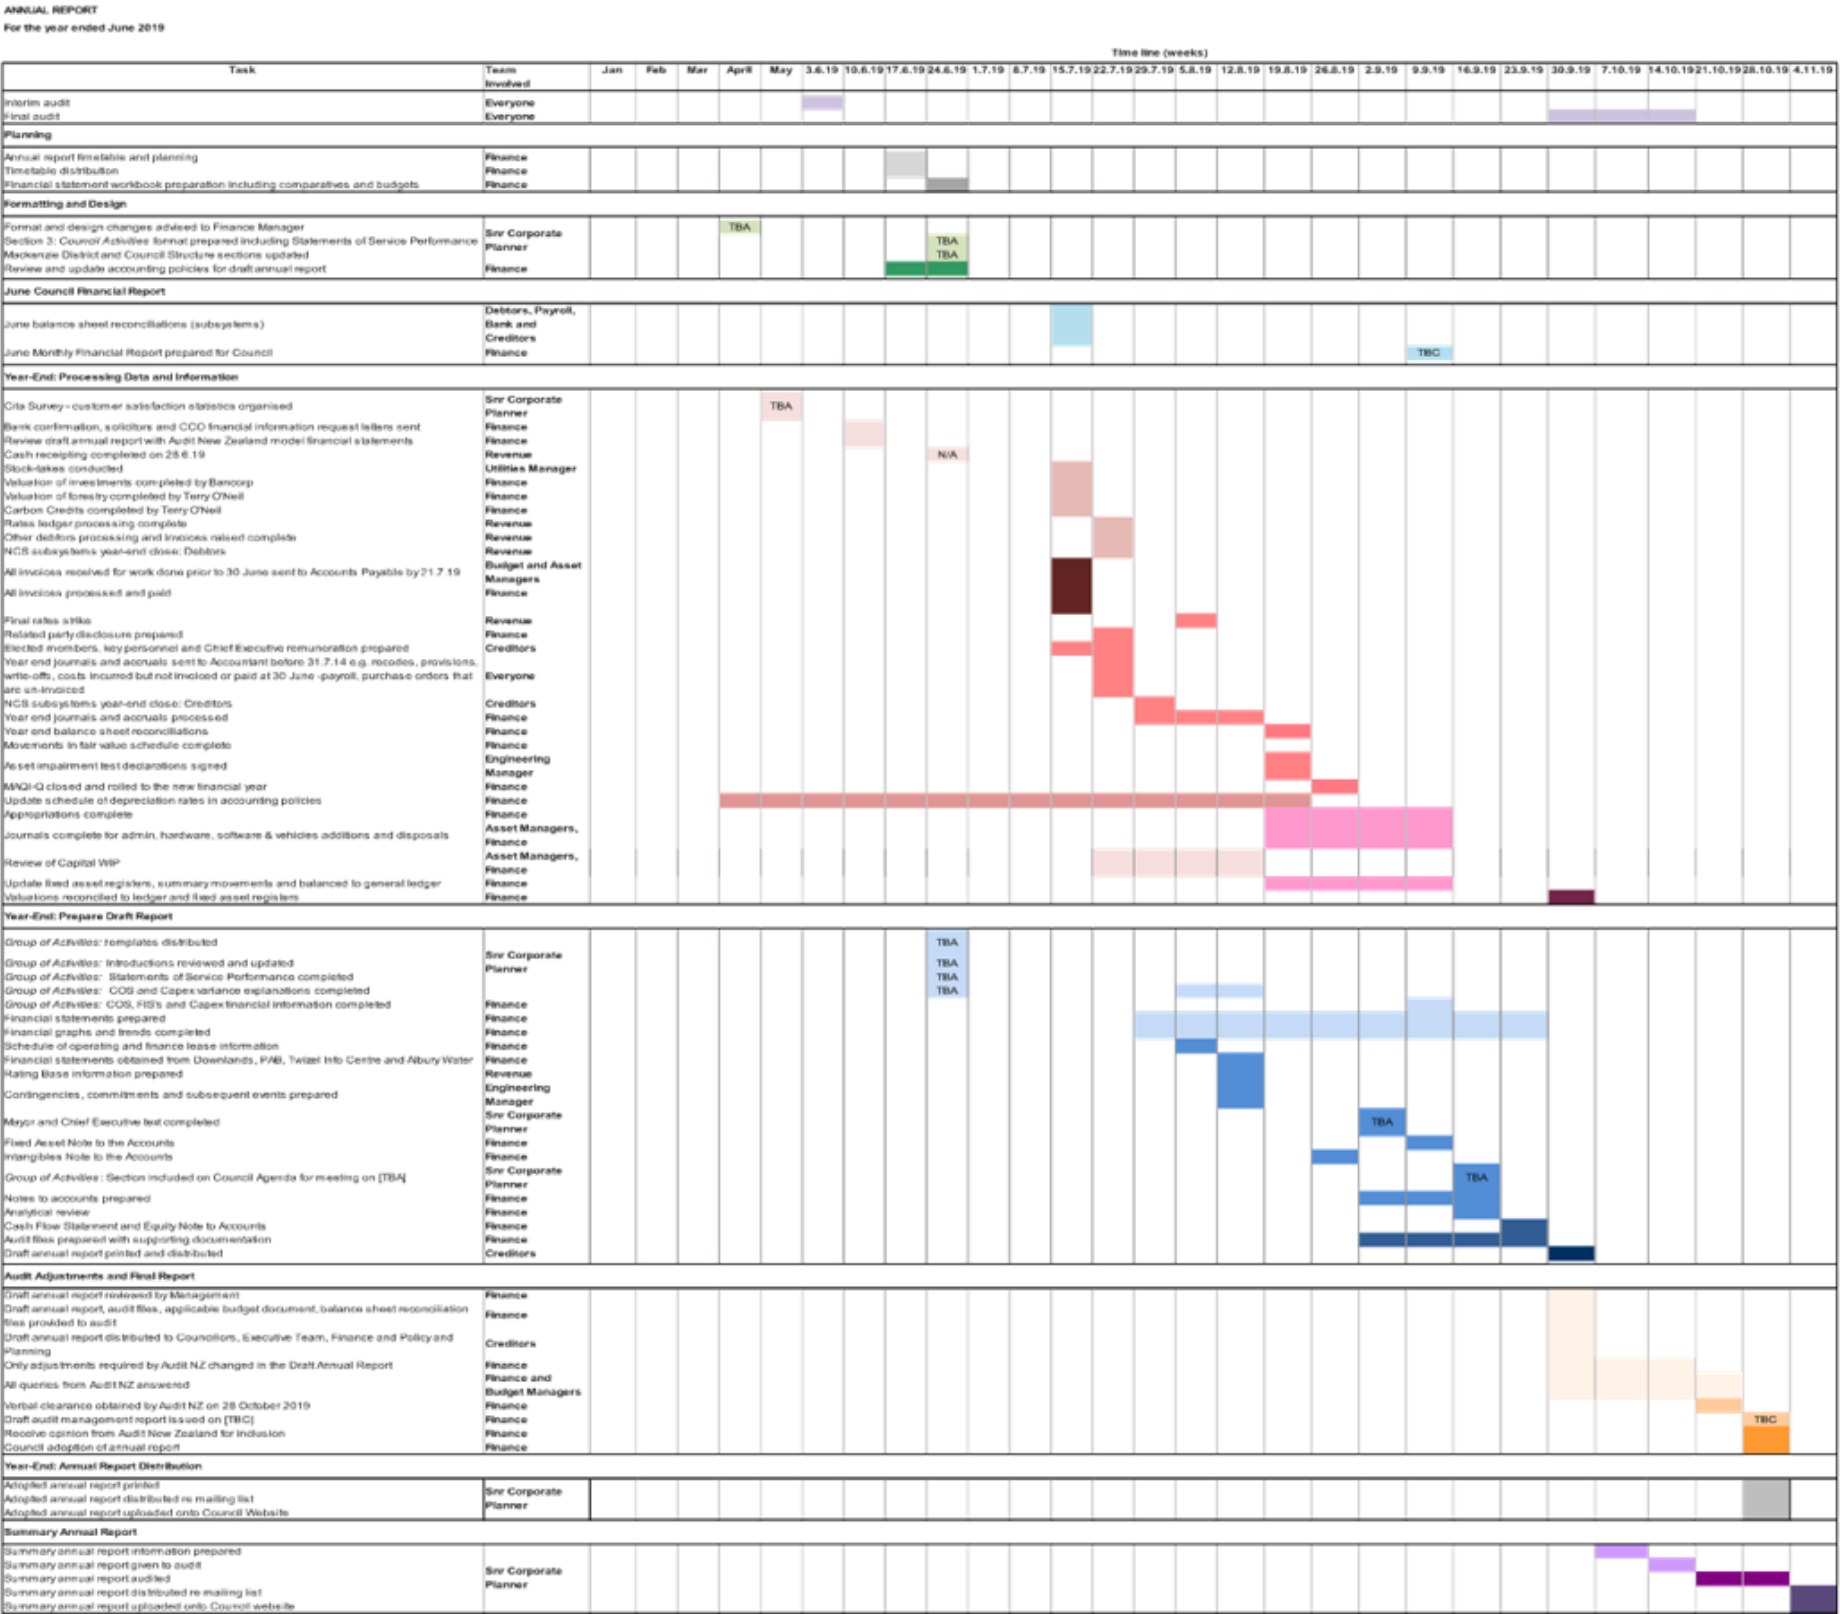 ANNUAL REPORT
For the year ended June 2019
Time line (weeks)
Task Team Involved Jan Feb Mar April May 3.6.19 10.6.19 17.6.19 24.6.19 1.7.19 8.7.19 15.7.19 22.7.19 29.7.19 5.8.19 12.8.19 19.8.19 26.8.19 2.9.19 9.9.19 16.9.19 23.9.19 30.9.19 7.10.19 14.10.19 21.10.19 28.10.19 4.11.19
Interim audit Everyone
Final audit Everyone
Planning
Annual report timetable and planning Finance
Timetable distribution Finance
Financial statement workbook preparation including comparatives and budgets Finance
Formatting and Design
Format and design changes advised to Finance Manager TBA
Snr Corporate Planner
Section 3: Council Activities format prepared including Statements of Service Performance TBA
Mackenzie District and Council Structure sections updated TBA
Review and update accounting policies for draft annual report Finance
June Council Financial Report
June balance sheet reconciliations (subsystems) Debtors, Payroll, Bank and Creditors
June Monthly Financial Report prepared for Council Finance TBC
Year-End: Processing Data and Information
Cita Survey - customer satisfaction statistics organised Snr Corporate Planner TBA
Bank confirmation, solicitors and CCO financial information request letters sent Finance
Review draft annual report with Audit New Zealand model financial statements Finance
Cash receipting completed on 28.6.19 Revenue N/A
Stock-takes conducted Utilities Manager
Valuation of investments completed by Bancorp Finance
Valuation of forestry completed by Terry O'Neil Finance
Carbon Credits completed by Terry O'Neil Finance
Rates ledger processing complete Revenue
Other debtors processing and invoices raised complete Revenue
NCS subsystems year-end close: Debtors Revenue
All invoices received for work done prior to 30 June sent to Accounts Payable by 21.7.19 Budget and Asset Managers
All invoices processed and paid Finance
Final rates strike Revenue
Related party disclosure prepared Finance
Elected members, key personnel and Chief Executive remuneration prepared Creditors
Year end journals and accruals sent to Accountant before 31.7.14 e.g. recodes, provisions,
write-offs, costs incurred but not invoiced or paid at 30 June -payroll, purchase orders that Everyone
are un-invoiced
NCS subsystems year-end close: Creditors Creditors
Year end journals and accruals processed Finance
Year end balance sheet reconciliations Finance
Movements in fair value schedule complete Finance
Asset impairment test declarations signed Engineering Manager
MAQI-Q closed and rolled to the new financial year Finance
Update schedule of depreciation rates in accounting policies Finance
Appropriations complete Finance
Journals complete for admin, hardware, software & vehicles additions and disposals Asset Managers, Finance
Review of Capital WIP Asset Managers, Finance
Update fixed asset registers, summary movements and balanced to general ledger Finance
Valuations reconciled to ledger and fixed asset registers Finance
Year-End: Prepare Draft Report
Group of Activities: templates distributed TBA
Snr Corporate Planner
Group of Activities: Introductions reviewed and updated TBA
Group of Activities: Statements of Service Performance completed TBA
Group of Activities: COS and Capex variance explanations completed TBA
Group of Activities: COS, FIS's and Capex financial information completed Finance
Financial statements prepared Finance
Financial graphs and trends completed Finance
Schedule of operating and finance lease information Finance
Financial statements obtained from Downlands, PAB, Twizel Info Centre and Albury Water Finance
Rating Base information prepared Revenue
Contingencies, commitments and subsequent events prepared Engineering Manager
Mayor and Chief Executive text completed Snr Corporate Planner TBA
Fixed Asset Note to the Accounts Finance
Intangibles Note to the Accounts Finance
Group of Activities: Section included on Council Agenda for meeting on [TBA] Snr Corporate Planner TBA
Notes to accounts prepared Finance
Analytical review Finance
Cash Flow Statement and Equity Note to Accounts Finance
Audit files prepared with supporting documentation Finance
Draft annual report printed and distributed Creditors
Audit Adjustments and Final Report
Draft annual report reviewed by Management Finance
Draft annual report, audit files, applicable budget document, balance sheet reconciliation
files provided to audit Finance
Draft annual report distributed to Councillors, Executive Team, Finance and Policy and
Planning Creditors
Only adjustments required by Audit NZ changed in the Draft Annual Report Finance
All queries from Audit NZ answered Finance and Budget Managers
Verbal clearance obtained by Audit NZ on 28 October 2019 Finance
Draft audit management report issued on [TBC] Finance TBC
Receive opinion from Audit New Zealand for inclusion Finance
Council adoption of annual report Finance
Year-End: Annual Report Distribution
Adopted annual report printed
Adopted annual report distributed re mailing list Snr Corporate Planner
Adopted annual report uploaded onto Council Website
Summary Annual Report
Summary annual report information prepared
Summary annual report given to audit
Summary annual report audited Snr Corporate Planner
Summary annual report distributed re mailing list
Summary annual report uploaded onto Council website